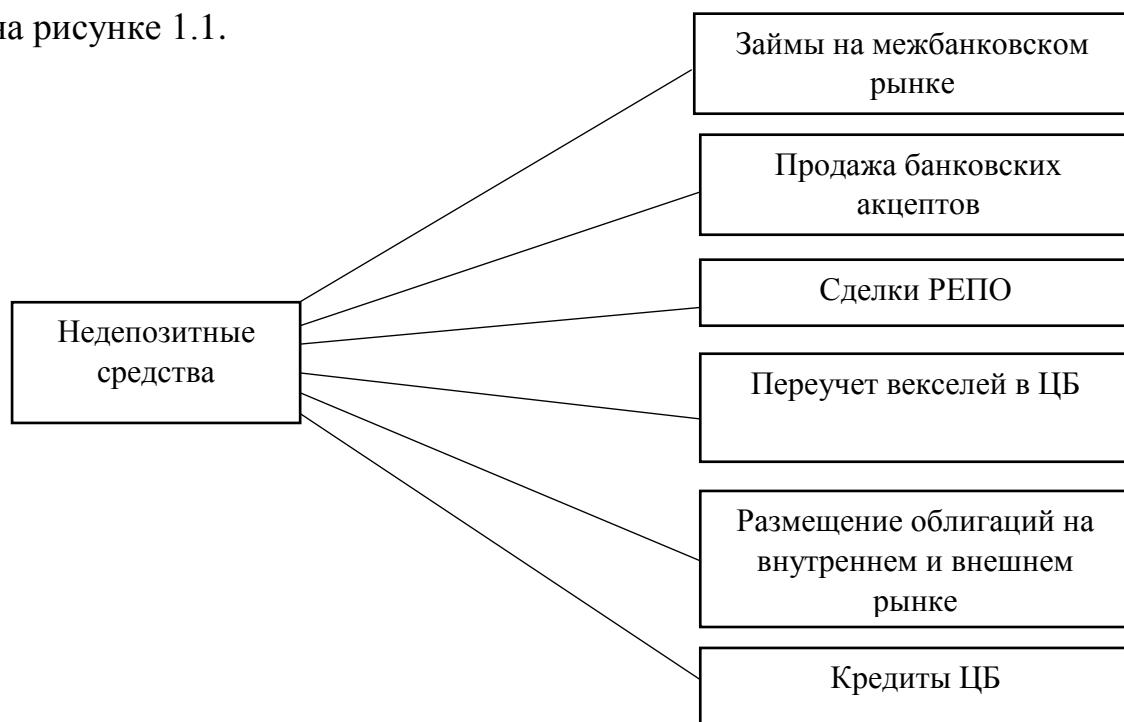 на рисунке 1.1.
Займы на межбанковском
рынке
Продажа банковских
акцептов
Сделки РЕПО
Недепозитные
средства
Переучет векселей в ЦБ
Размещение облигаций на
внутреннем и внешнем
рынке
Кредиты ЦБ